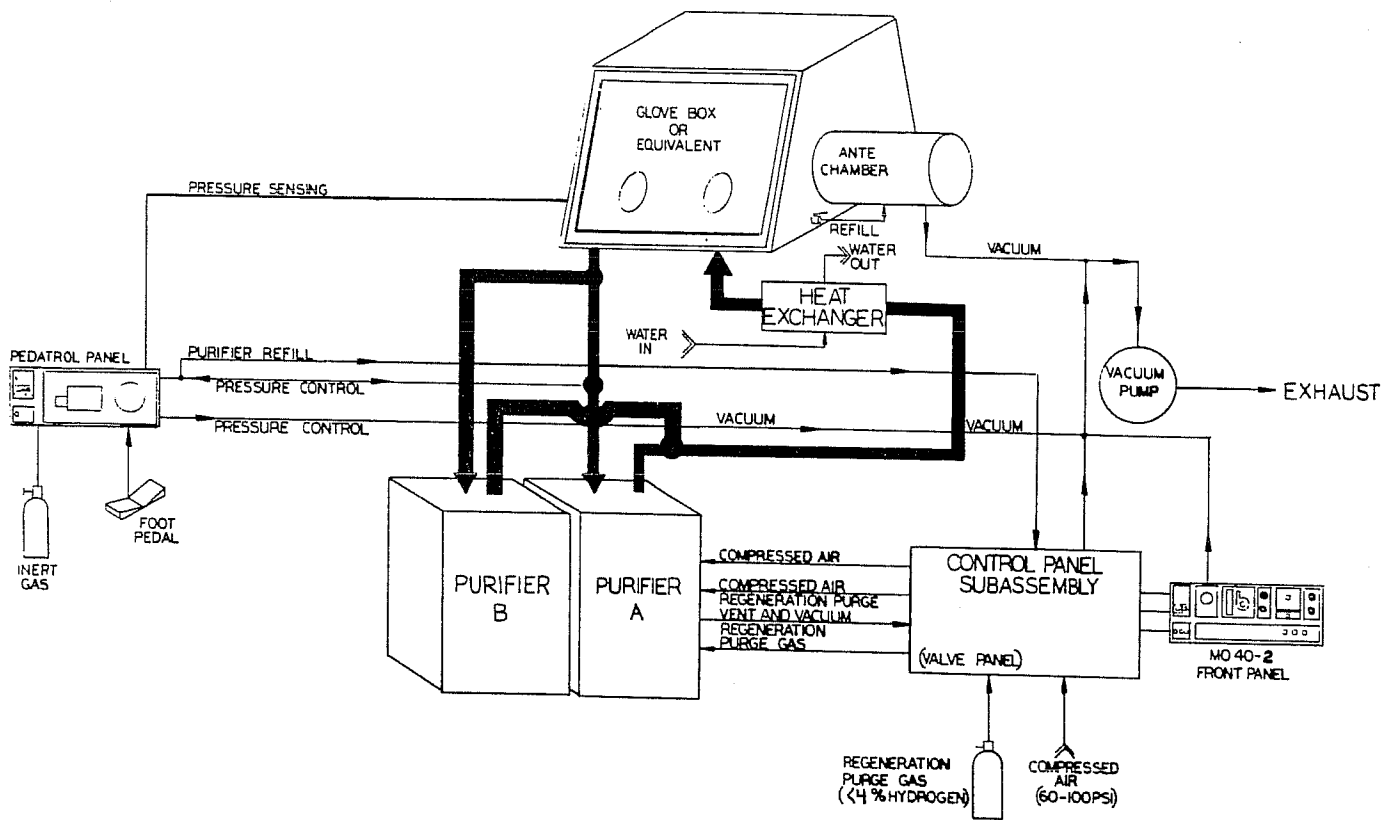 GLOVE BOX
OR
EQUIVALENT
ANTE
CHAMBER
PRESSURE SENSING
REFILL
WATER
OUT
VACUUM
HEAT
EXCHANGER
WATER
IN
PEDATROL PANEL
PURIFIER REFILL
PRESSURE CONTROL
VACUUM
PUMP
EXHAUST
PRESSURE CONTROL
VACUUM
VACUUM
FOOT
PEDAL
INERT
GAS
PURIFIER
B
PURIFIER
A
COMPRESSED AIR
COMPRESSED AIR
REGENERATION PURGE
VENT AND VACUUM
REGENERATION
PURGE GAS
CONTROL PANEL
SUBASSEMBLY
(VALVE PANEL)
MO 40-2
FRONT PANEL
REGENERATION
PURGE GAS
(<4% HYDROGEN)
COMPRESSED
AIR
(60-100PSI)